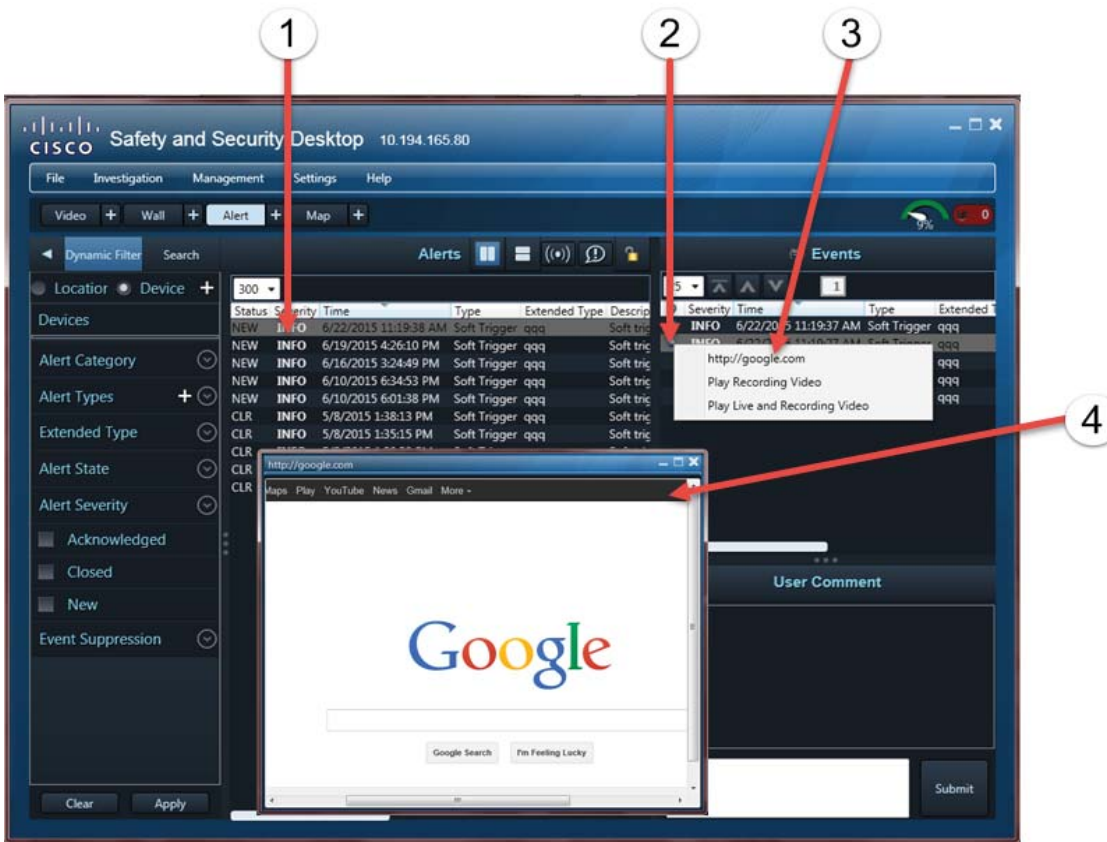 1
2
3
CISCO Safety and Security Desktop 10.194.165.80
File Investigation Management Settings Help
Video + Wall + Alert + Map +
9%
0
Dynamic Filter Search
Alerts
Events
Locatior Device +
300
1
Devices
Status Severity Time Type Extended Type Descrip
NEW INFO 6/22/2015 11:19:38 AM Soft Trigger qqq Soft trig
NEW INFO 6/19/2015 4:26:10 PM Soft Trigger qqq Soft trig
NEW INFO 6/16/2015 3:24:49 PM Soft Trigger qqq Soft trig
NEW INFO 6/10/2015 6:34:53 PM Soft Trigger qqq Soft trig
NEW INFO 6/10/2015 6:01:38 PM Soft Trigger qqq Soft trig
CLR INFO 5/8/2015 1:38:13 PM Soft Trigger qqq Soft trig
CLR INFO 5/8/2015 1:35:15 PM Soft Trigger qqq Soft trig
CLR
CLR
CLR
Severity Time Type Extended T
INFO 6/22/2015 11:19:37 AM Soft Trigger qqq
qqq
qqq
qqq
http://google.com
Play Recording Video
Play Live and Recording Video
4
Alert Category
Alert Types +
Extended Type
Alert State
Alert Severity
Acknowledged
Closed
New
Event Suppression
Clear Apply
http://google.com
Maps Play YouTube News Gmail More
Google
Google Search I'm Feeling Lucky
User Comment
Submit